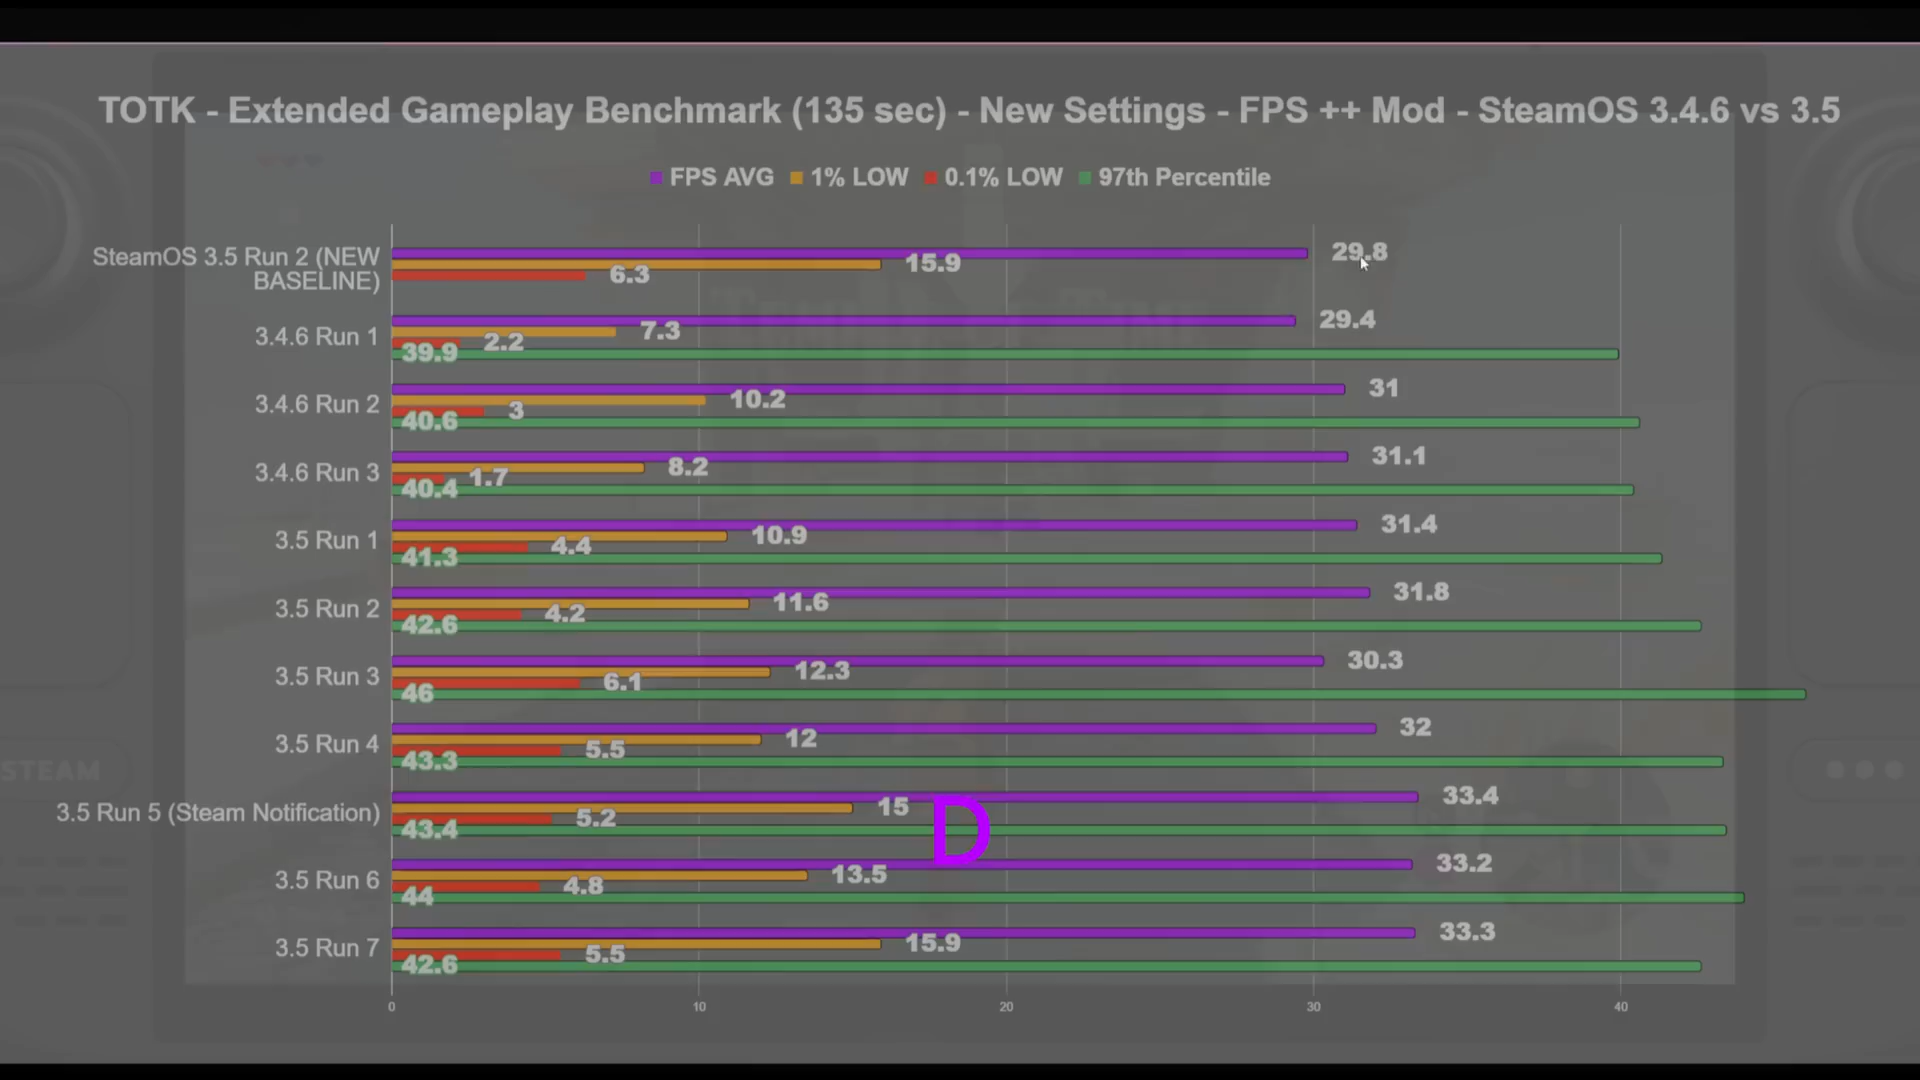 TOTK - Extended Gameplay Benchmark (135 sec) - New Settings - FPS ++ Mod - SteamOS 3.4.6 vs 3.5
FPS AVG 1% LOW 0.1% LOW 97th Percentile
SteamOS 3.5 Run 2 (NEW
BASELINE)
29.8
15.9
6.3
3.4.6 Run 1
29.4
7.3
2.2
39.9
3.4.6 Run 2
31
10.2
3
40.6
3.4.6 Run 3
31.1
8.2
1.7
40.4
3.5 Run 1
31.4
10.9
4.4
41.3
3.5 Run 2
31.8
11.6
4.2
42.6
3.5 Run 3
30.3
12.3
6.1
46
3.5 Run 4
32
12
5.5
43.3
STEAM
3.5 Run 5 (Steam Notification)
33.4
15
5.2
43.4
D
3.5 Run 6
33.2
13.5
4.8
44
3.5 Run 7
33.3
15.9
5.5
42.6
0 10 20 30 40